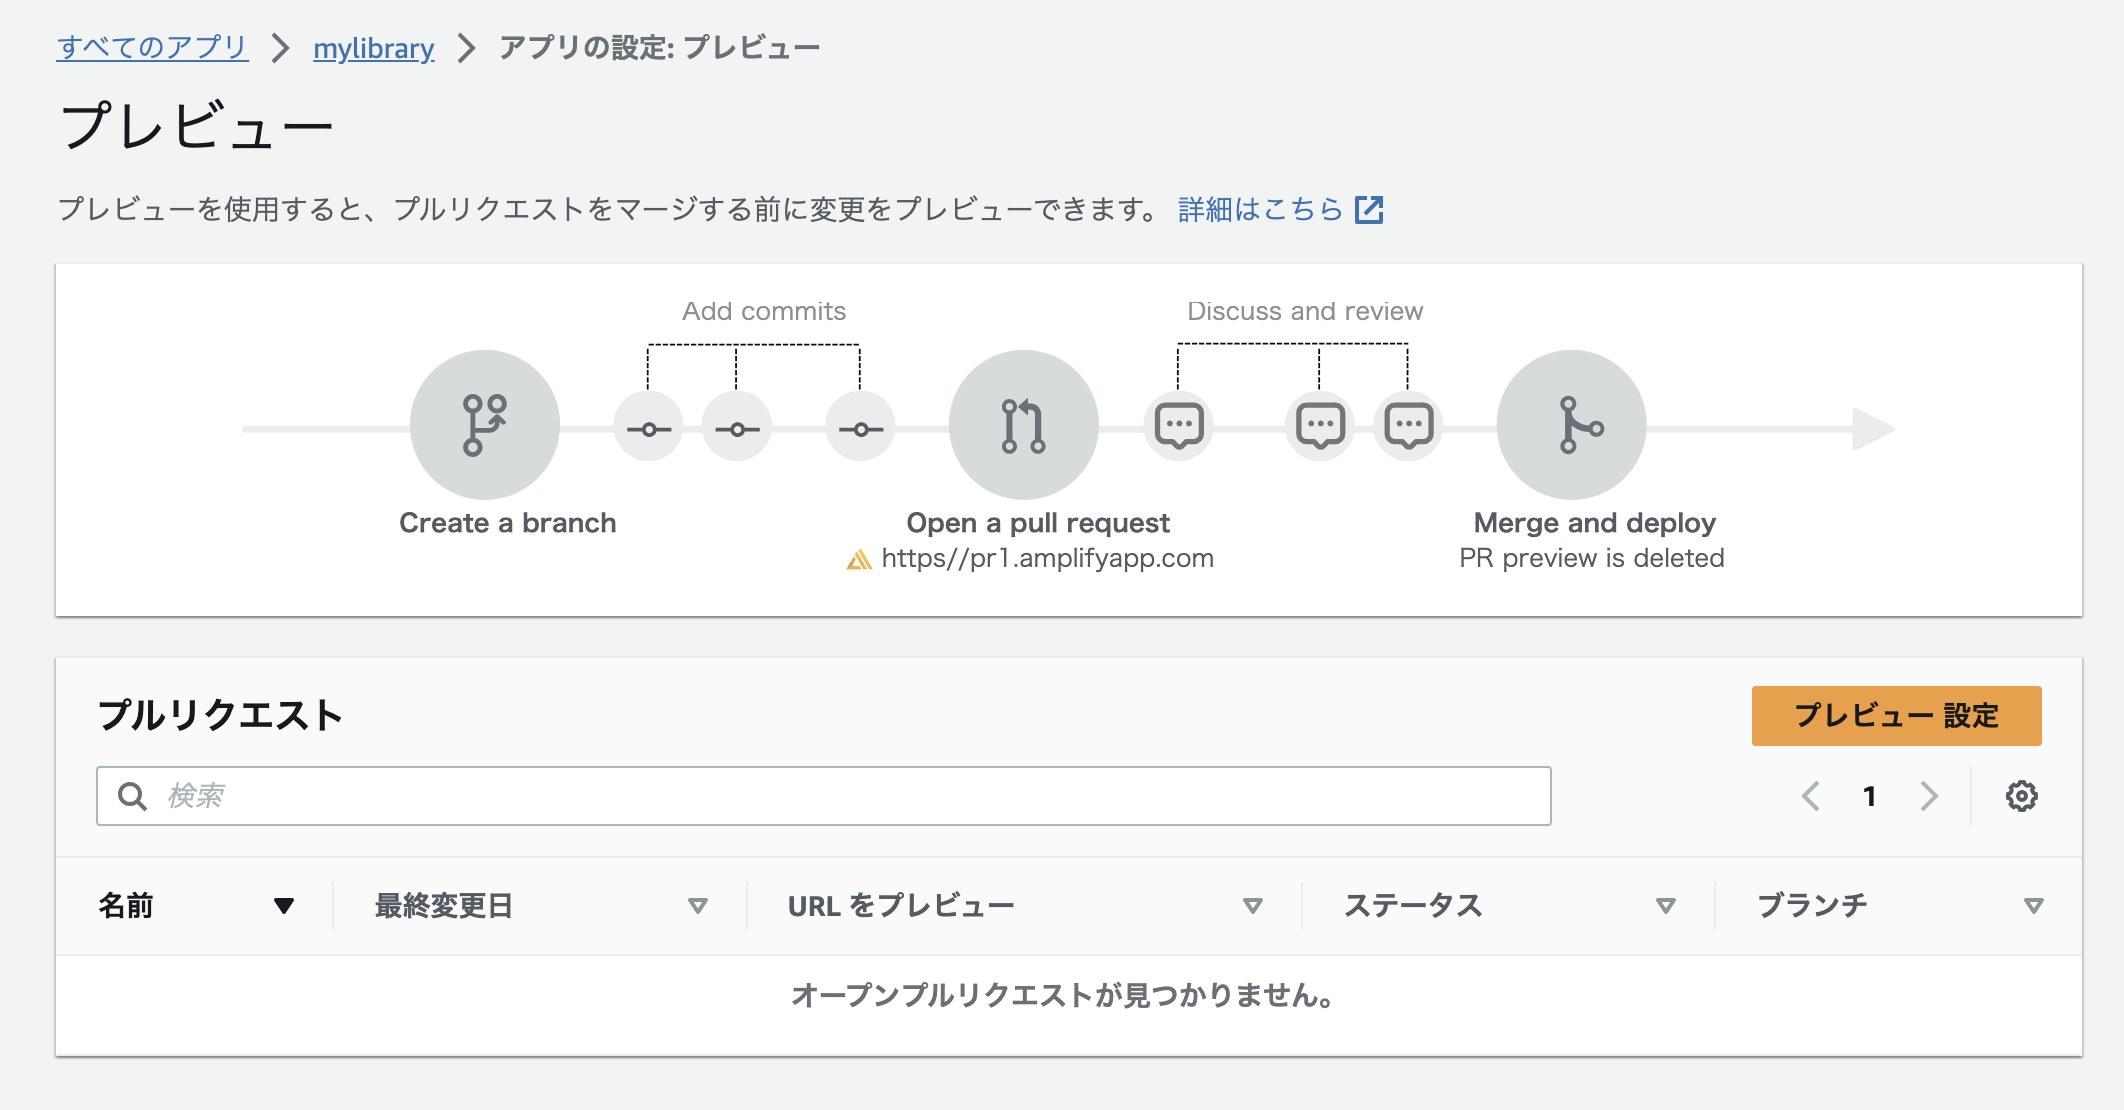 すべてのアプリ > mylibrary > アプリの設定: プレビュー
プレビュー
プレビューを使用すると、プルリクエストをマージする前に変更をプレビューできます。 詳細はこちら
Add commits
Discuss and review
Create a branch
Open a pull request
https//pr1.amplifyapp.com
Merge and deploy
PR preview is deleted
プルリクエスト
プレビュー 設定
検索
1
名前 最終変更日 URL をプレビュー ステータス ブランチ
オープンプルリクエストが見つかりません。